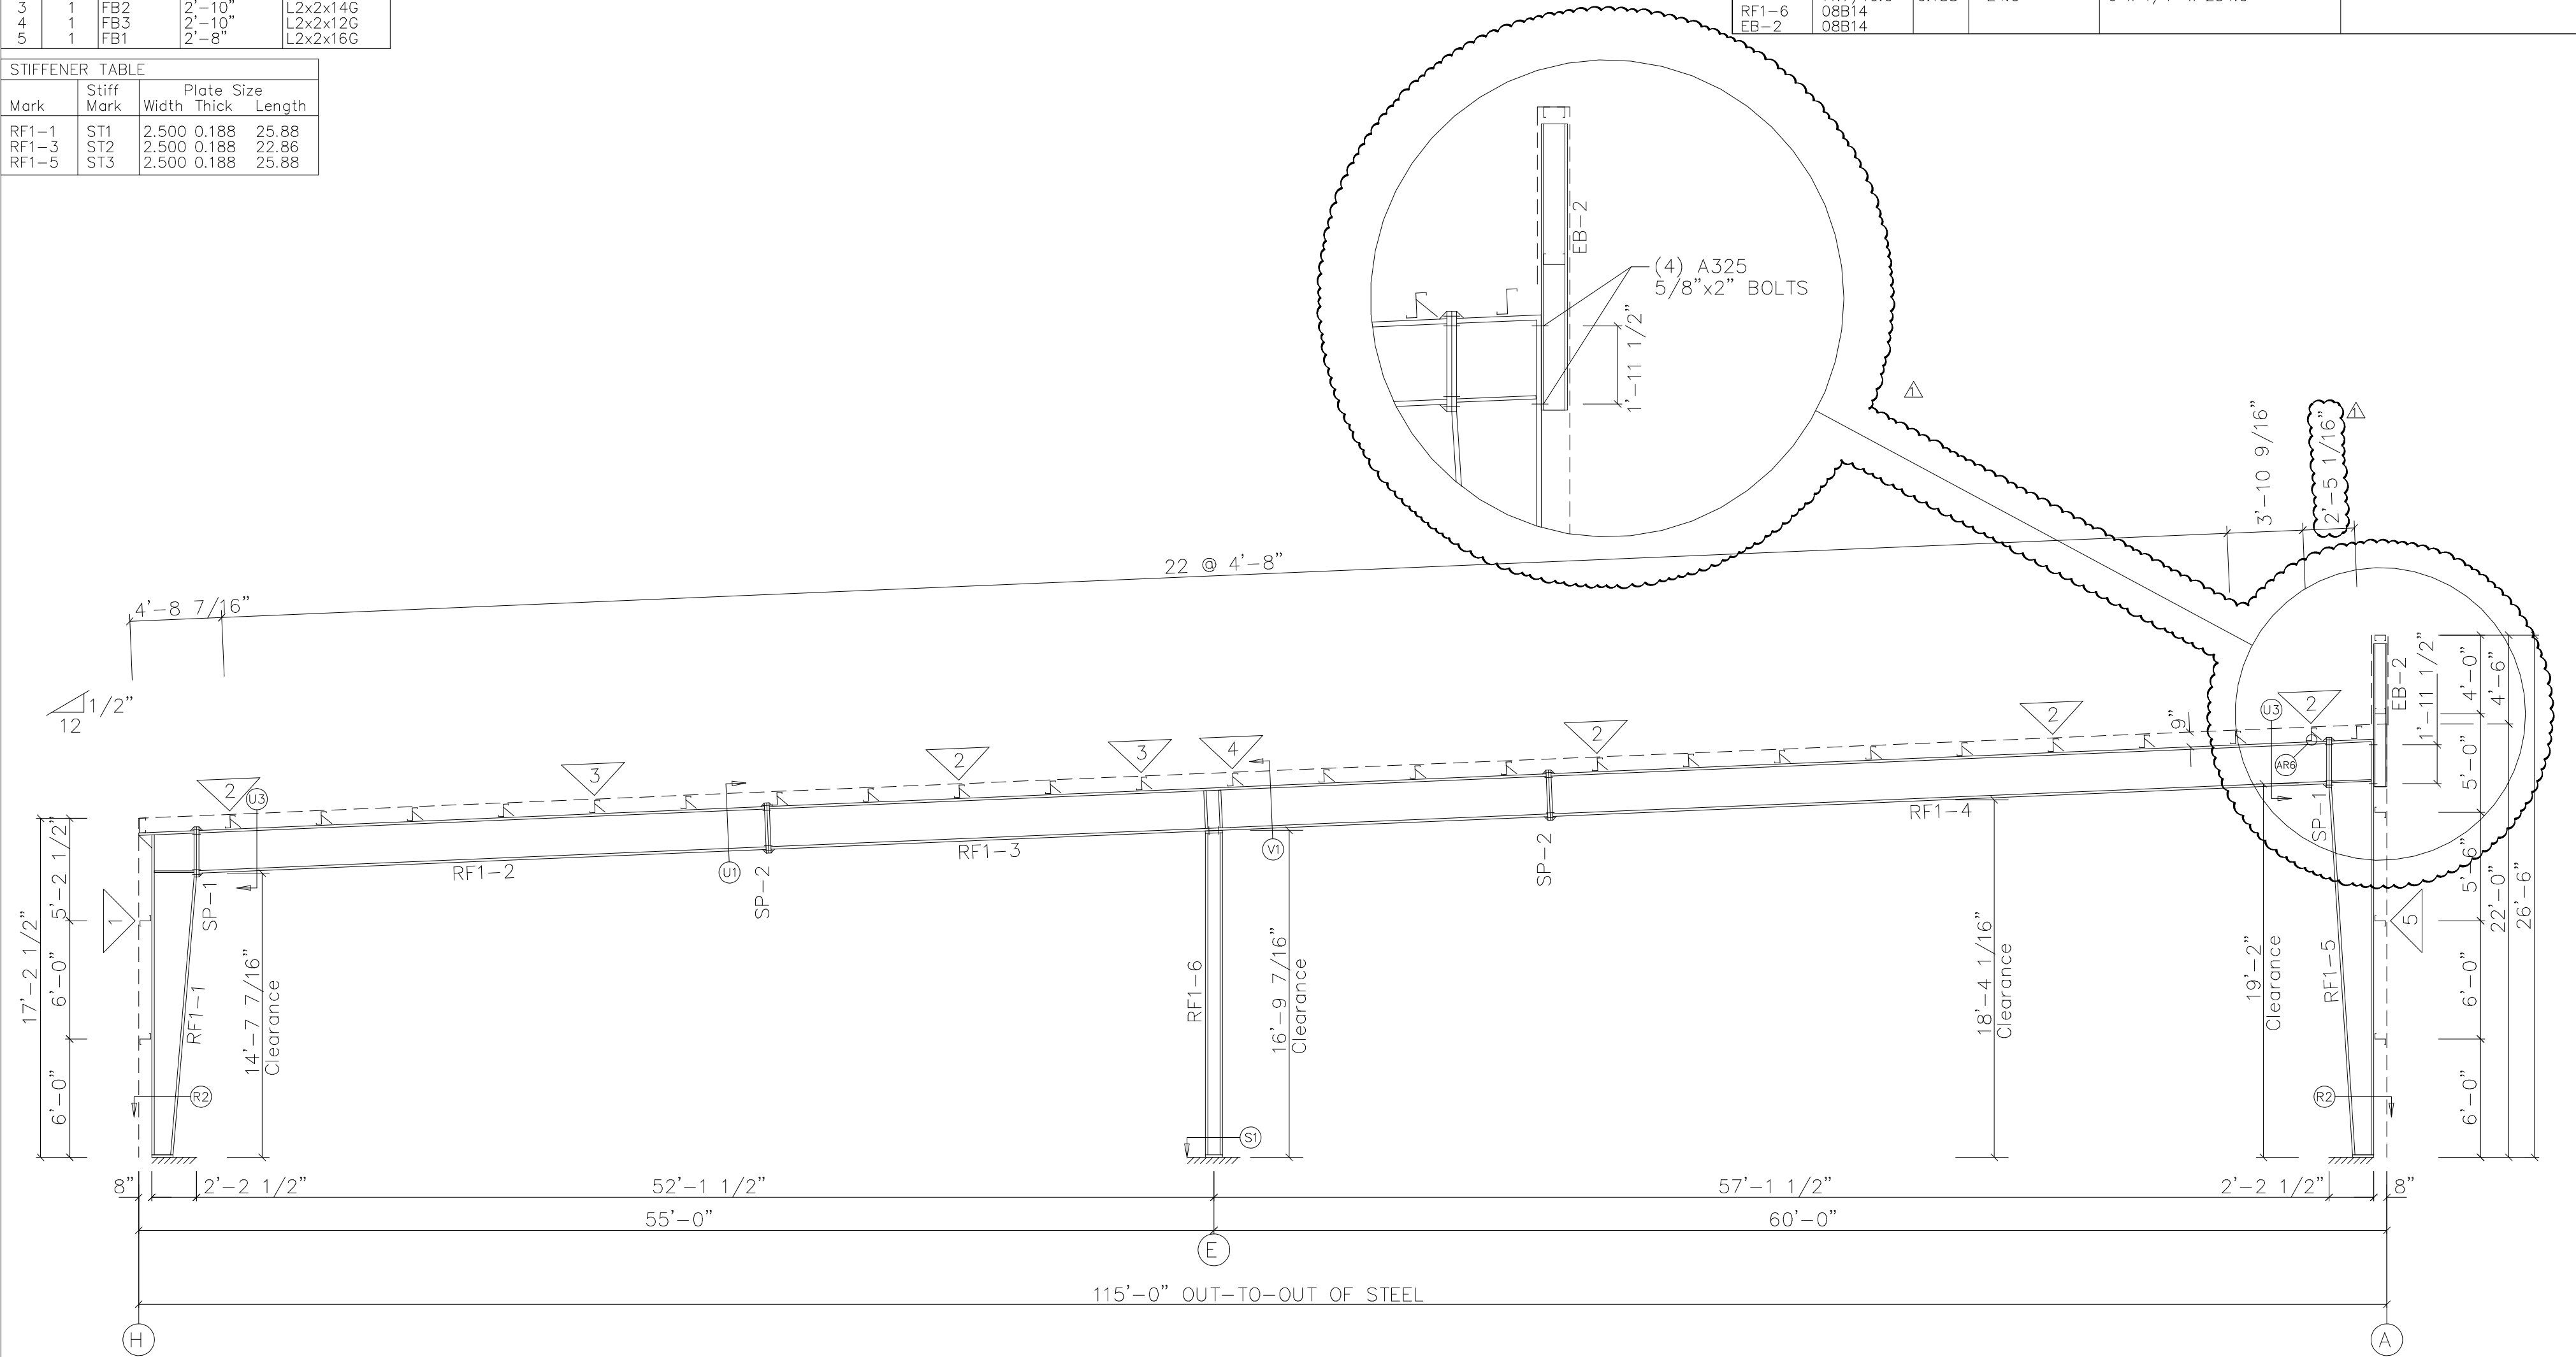 3 1 FB2 2'-10" L2x2x14G
4 1 FB3 2'-10" L2x2x12G
5 1 FB1 2'-8" L2x2x16G
RF1-6 08B14
EB-2 08B14
STIFFENER TABLE
Stiff Plate Size
Mark Mark Width Thick Length
RF1-1 ST1 2.500 0.188 25.88
RF1-3 ST2 2.500 0.188 22.86
RF1-5 ST3 2.500 0.188 25.88
EB-2
(4) A325
5/8"x2" BOLTS
1'-11 1/2"
1
3'-10 9/16"
2'-5 1/16"
1
22 @ 4'-8"
4'-8 7/16"
1/2"
12
2
U3
3
2
3
4
2
2
9"
U3
2
AR6
EB-2
1'-11 1/2"
4'-0"
4'-6"
5'-0"
5'-6"
22'-0"
26'-6"
6'-0"
6'-0"
17'-2 1/2"
5'-2 1/2"
6'-0"
6'-0"
1
SP-1
RF1-1
R2
14'-7 7/16"
Clearance
RF1-2
U1
SP-2
RF1-3
V1
RF1-6
S1
16'-9 7/16"
Clearance
SP-2
RF1-4
18'-4 1/16"
Clearance
19'-2"
Clearance
SP-1
RF1-5
R2
5
8" 2'-2 1/2" 52'-1 1/2" 57'-1 1/2" 2'-2 1/2" 8"
55'-0" 60'-0"
E
115'-0" OUT-TO-OUT OF STEEL
H A